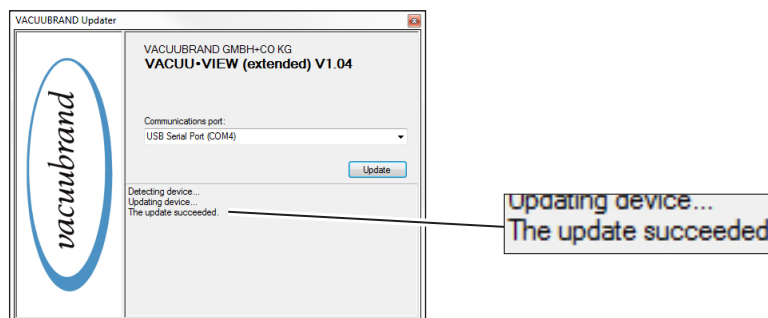 VACUUBRAND Updater
vacuubrand
VACUUBRAND GMBH+CO KG
VACUU•VIEW (extended) V1.04
Communications port:
USB Serial Port (COM4)
Update
Detecting device...
Updating device...
The update succeeded.
Updating device...
The update succeeded